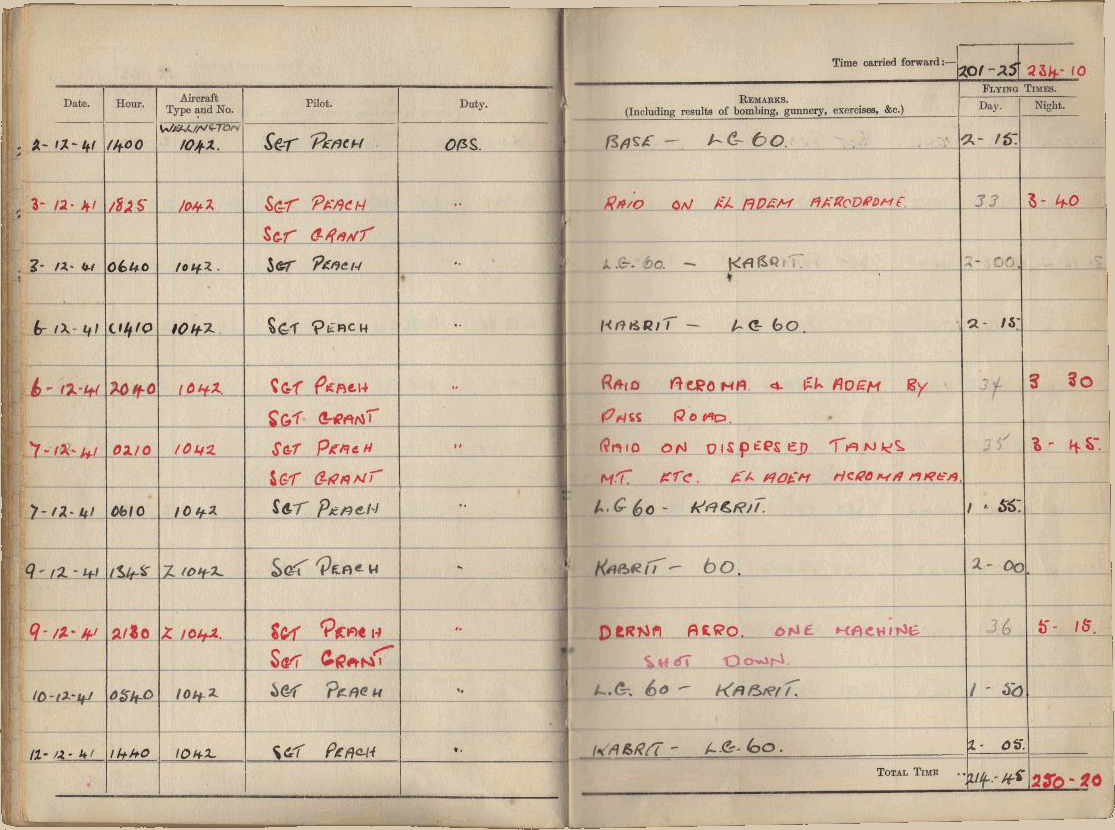 Time carried forward:— 201-25 234-10
Date. Hour. Aircraft Type and No. Pilot. Duty. REMARKS. (Including results of bombing, gunnery, exercises, &c.) FLYING TIMES. Day. Night.
WELLINGTON
2-12-41 1400 1042. SGT PEACH OBS. BASE - LG 60. 2-15.
3-12-41 1825 1042 SGT PEACH " RAID ON EL ADEM AERODROME. 33 3-40
SGT GRANT
3-12-41 0640 1042. SGT PEACH " L.G. 60. - KABRIT. 2-00.
6-12-41 1410 1042. SGT PEACH " KABRIT - LG 60. 2-15
6-12-41 2040 1042 SGT PEACH " RAID ACROMA & EL ADEM BY 34 3 30
SGT GRANT PASS ROAD.
7-12-41 0210 1042 SGT PEACH " RAID ON DISPERSED TANKS 35 3-45.
SGT GRANT M.T. ETC. EL ADEM ACROMA AREA.
7-12-41 0610 1042 SGT PEACH " L.G 60 - KABRIT. 1.55.
9-12-41 1345 Z 1042 SGT PEACH " KABRIT - 60. 2-00
9-12-41 2130 Z 1042. SGT PEACH " DERNA AERO. ONE MACHINE 36 5-15.
SGT GRANT SHOT DOWN.
10-12-41 0540 1042 SGT PEACH " L.G. 60 - KABRIT. 1-50
12-12-41 1440 1042 SGT PEACH " KABRIT - L.G. 60. 2-05.
TOTAL TIME .. 214-45 250-20